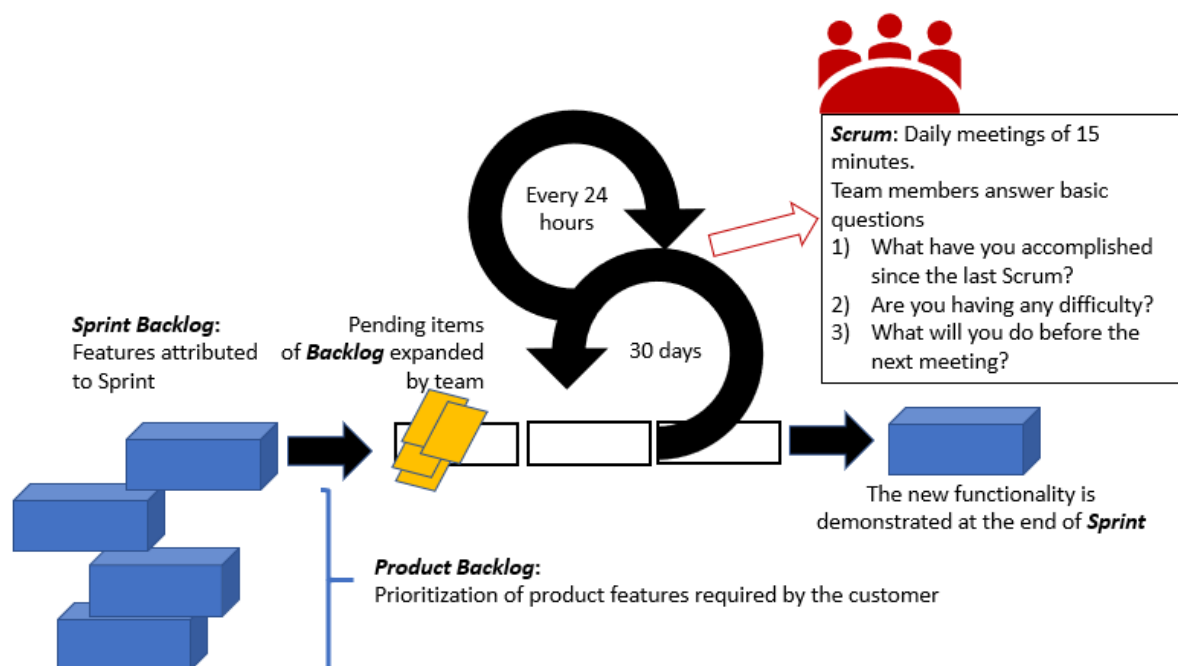 Scrum: Daily meetings of 15
minutes.
Team members answer basic
questions
1) What have you accomplished
since the last Scrum?
2) Are you having any difficulty?
3) What will you do before the
next meeting?
Every 24
hours
30 days
Sprint Backlog:
Features attributed
to Sprint
Pending items
of Backlog expanded
by team
The new functionality is
demonstrated at the end of Sprint
Product Backlog:
Prioritization of product features required by the customer